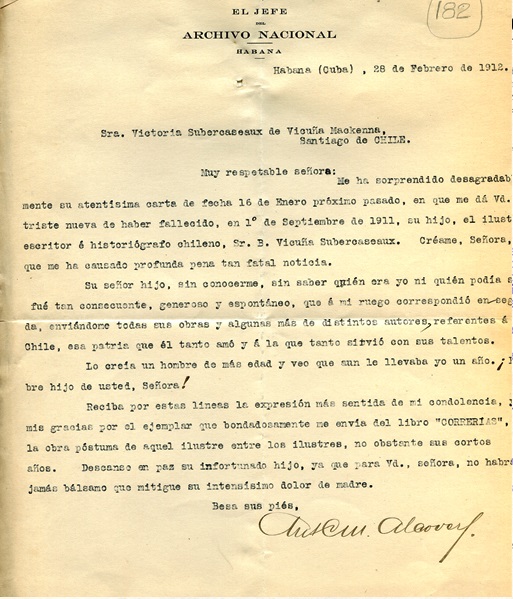 182
EL JEFE
DEL
ARCHIVO NACIONAL
HABANA
Habana (Cuba) , 28 de Febrero de 1912.
Sra. Victoria Subercaseaux de Vicuña Mackenna,
Santiago de CHILE.
Muy respetable señora:
Me ha sorprendido desagradabl
mente su atentísima carta de fecha 16 de Enero próximo pasado, en que me dá Vd.
triste nueva de haber fallecido, en 1º de Septiembre de 1911, su hijo, el ilust
escritor é historiógrafo chileno, Sr. B. Vicuña Subercaseaux. Créame, Señora,
que me ha causado profunda pena tan fatal noticia.
Su señor hijo, sin conocerme, sin saber quién era yo ni quién podía s
fué tan consecuente, generoso y espontáneo, que á mi ruego correspondió en seg
da, enviándome todas sus obras y algunas más de distintos autores, referentes á
Chile, esa patria que él tanto amó y á la que tanto sirvió con sus talentos.
Lo creia un hombre de más edad y veo que aun le llevaba yo un año. ¡P
bre hijo de usted, Señora!
Reciba por estas lineas la expresión más sentida de mi condolencia, y
mis gracias por el ejemplar que bondadosamente me envia del libro "CORRERÍAS",
la obra póstuma de aquel ilustre entre los ilustres, no obstante sus cortos
años. Descanse en paz su infortunado hijo, ya que para Vd., señora, no habrá
jamás bálsamo que mitigue su intensísimo dolor de madre.
Besa sus piés,
Ant. M. Alcover